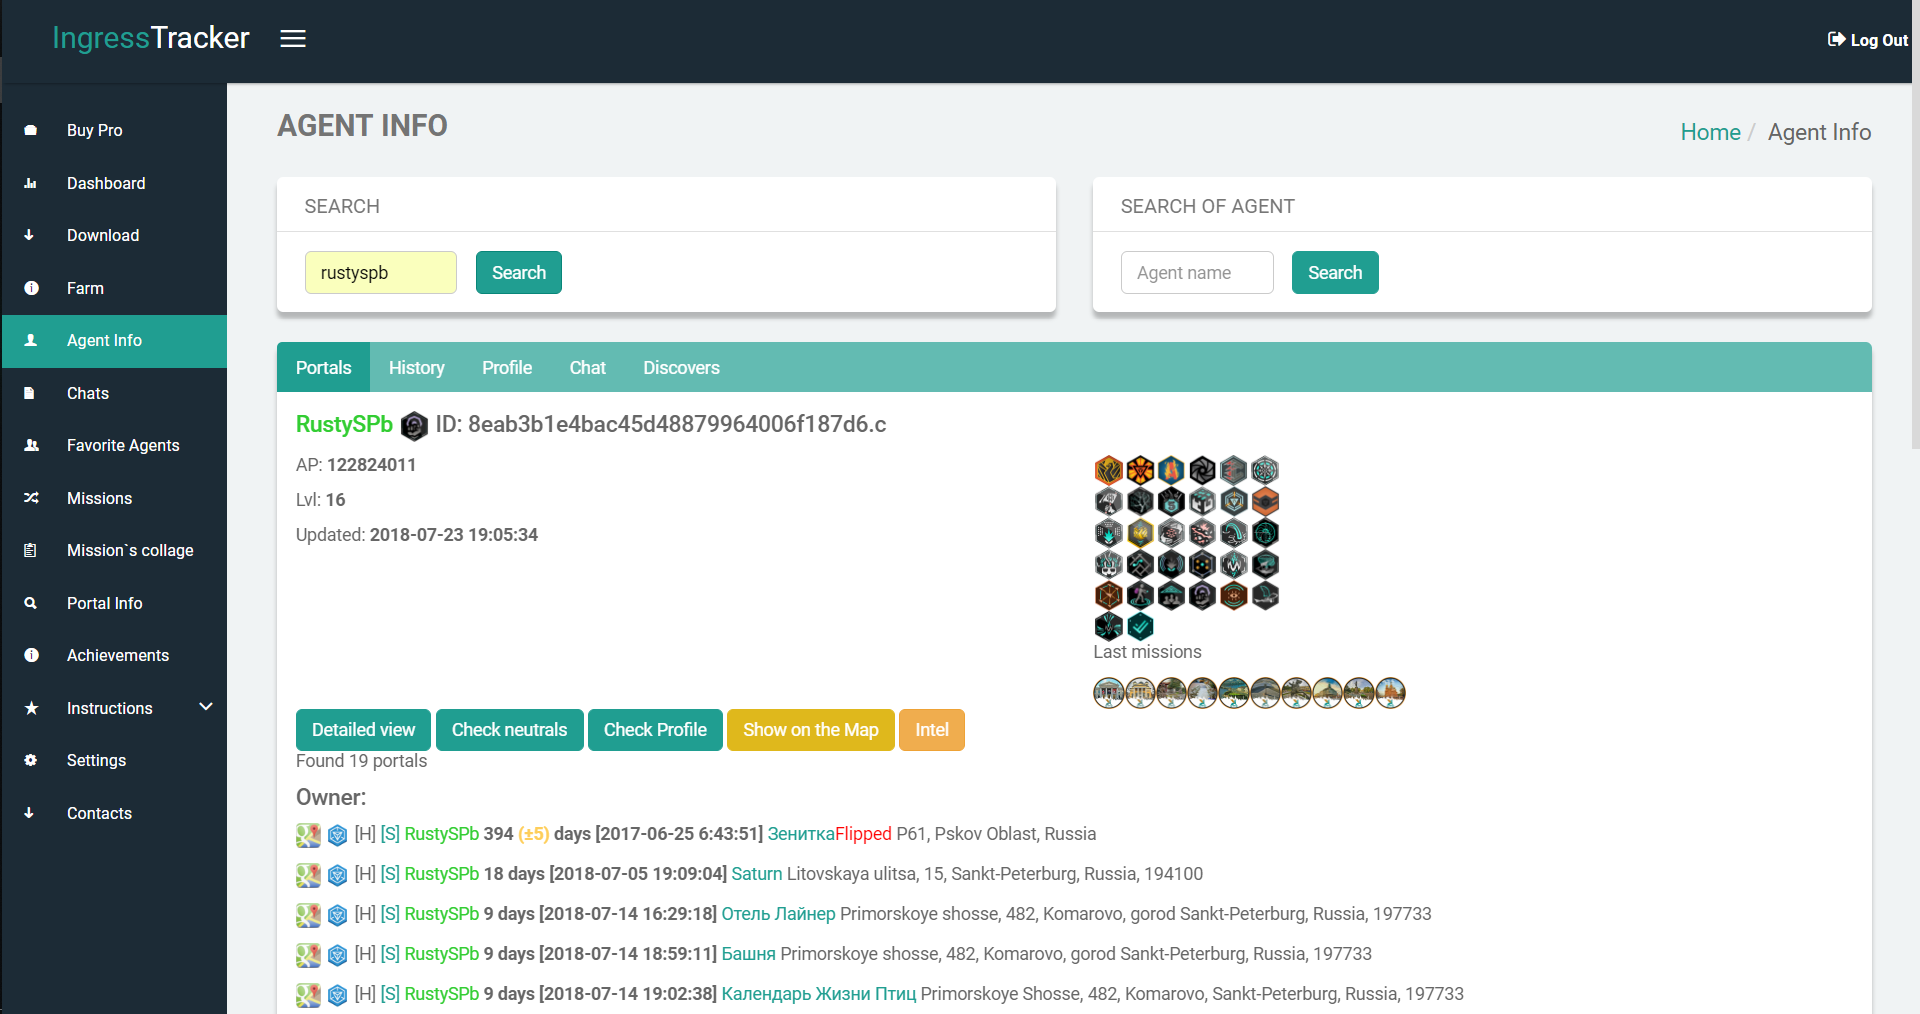 IngressTracker
Log Out
Buy Pro
Dashboard
Download
Farm
Agent Info
Chats
Favorite Agents
Missions
Mission`s collage
Portal Info
Achievements
Instructions
Settings
Contacts
AGENT INFO
Home / Agent Info
SEARCH
rustyspb Search
SEARCH OF AGENT
Agent name Search
Portals History Profile Chat Discovers
RustySPb ID: 8eab3b1e4bac45d48879964006f187d6.c
AP: 122824011
Lvl: 16
Updated: 2018-07-23 19:05:34
Last missions
Detailed view Check neutrals Check Profile Show on the Map Intel
Found 19 portals
Owner:
[H] [S] RustySPb 394 (±5) days [2017-06-25 6:43:51] ЗениткаFlipped P61, Pskov Oblast, Russia
[H] [S] RustySPb 18 days [2018-07-05 19:09:04] Saturn Litovskaya ulitsa, 15, Sankt-Peterburg, Russia, 194100
[H] [S] RustySPb 9 days [2018-07-14 16:29:18] Отель Лайнер Primorskoye shosse, 482, Komarovo, gorod Sankt-Peterburg, Russia, 197733
[H] [S] RustySPb 9 days [2018-07-14 18:59:11] Башня Primorskoye shosse, 482, Komarovo, gorod Sankt-Peterburg, Russia, 197733
[H] [S] RustySPb 9 days [2018-07-14 19:02:38] Календарь Жизни Птиц Primorskoye Shosse, 482, Komarovo, Sankt-Peterburg, Russia, 197733